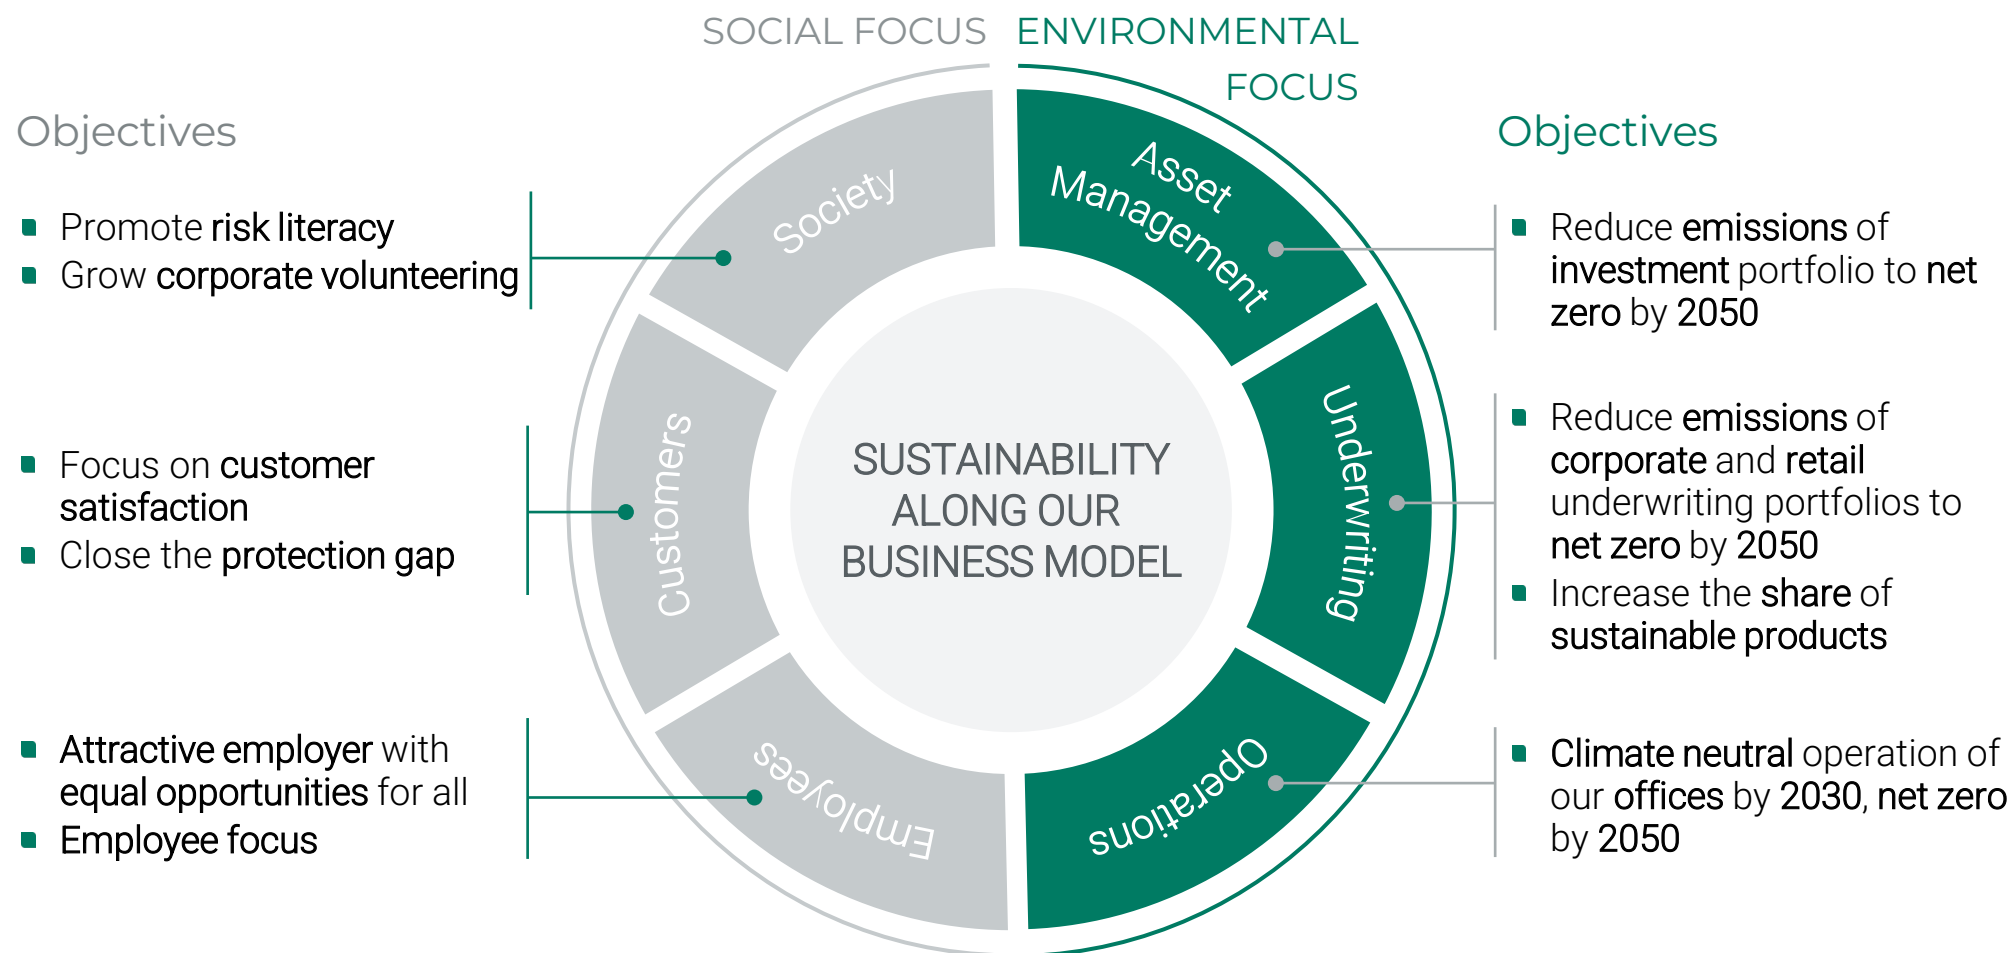 SOCIAL FOCUS
ENVIRONMENTAL
FOCUS
Objectives
Promote risk literacy
Grow corporate volunteering
Focus on customer
satisfaction
Close the protection gap
Attractive employer with
equal opportunities for all
Employee focus
Society
Customers
Employees
SUSTAINABILITY
ALONG OUR
BUSINESS MODEL
Asset
Management
Underwriting
Operations
Objectives
Reduce emissions of
investment portfolio to net
zero by 2050
Reduce emissions of
corporate and retail
underwriting portfolios to
net zero by 2050
Increase the share of
sustainable products
Climate neutral operation of
our offices by 2030, net zero
by 2050